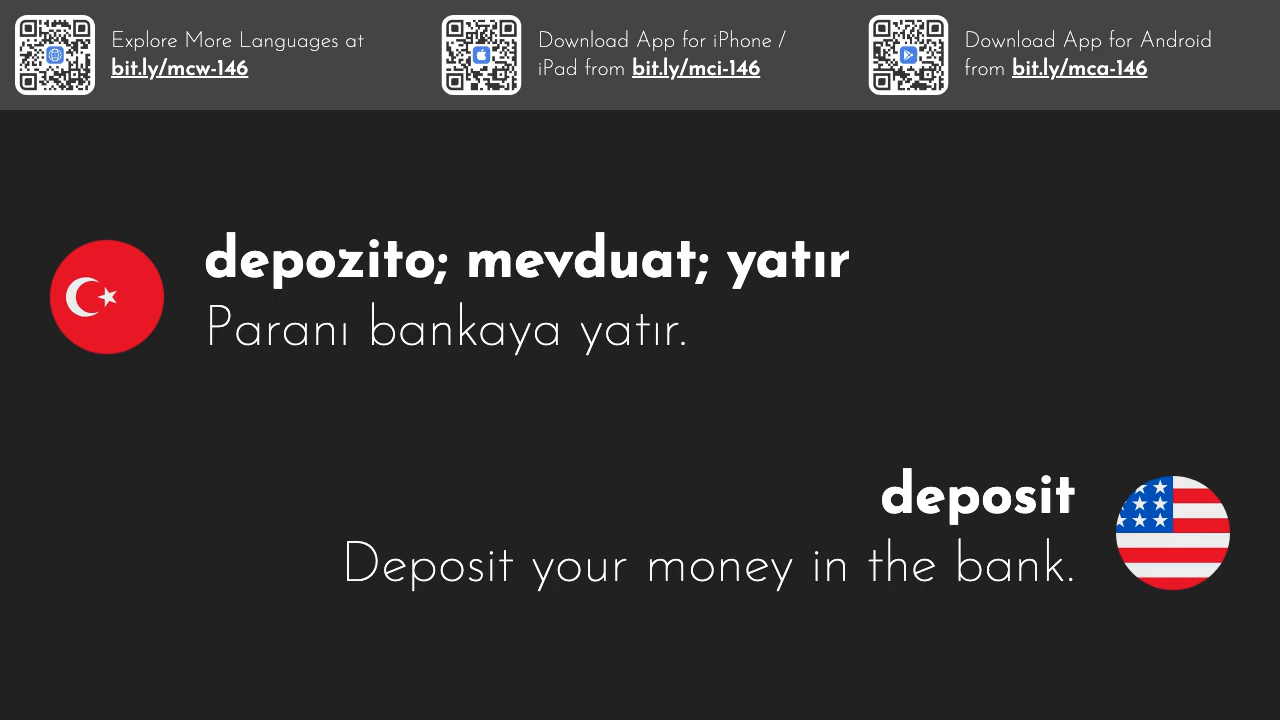 Explore More Languages at
bit.ly/mcw-146
Download App for iPhone /
iPad from bit.ly/mci-146
Download App for Android
from bit.ly/mca-146
depozito; mevduat; yatır
Paranı bankaya yatır.
deposit
Deposit your money in the bank.